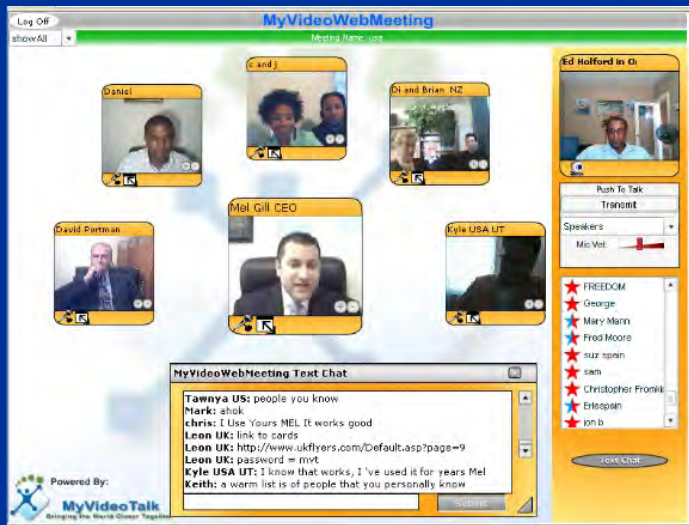 Log Off
MyVideoWebMeeting
showAll
Meeting Name: usa
Daniel
c and j
Di and Brian NZ
Ed Holford in
David Portman
Mel Gill CEO
Kyle USA UT
Push To Talk
Transmit
Speakers
Mic Vol:
FREEDOM
George
Mary Mann
Fred Moore
suz spain
sam
Christopher
Erlespain
jon b
Text Chat
MyVideoWebMeeting Text Chat
Tawnya US: people you know
Mark: ahok
chris: I Use Yours MEL It works good
Leon UK: link to cards
Leon UK: http://www.ukflyers.com/Default.asp?page=9
Leon UK: password = mvt
Kyle USA UT: I know that works, I 've used it for years Mel
Keith: a warm list is of people that you personally know
Submit
Powered By:
MyVideoTalk
Bringing the World Closer Together